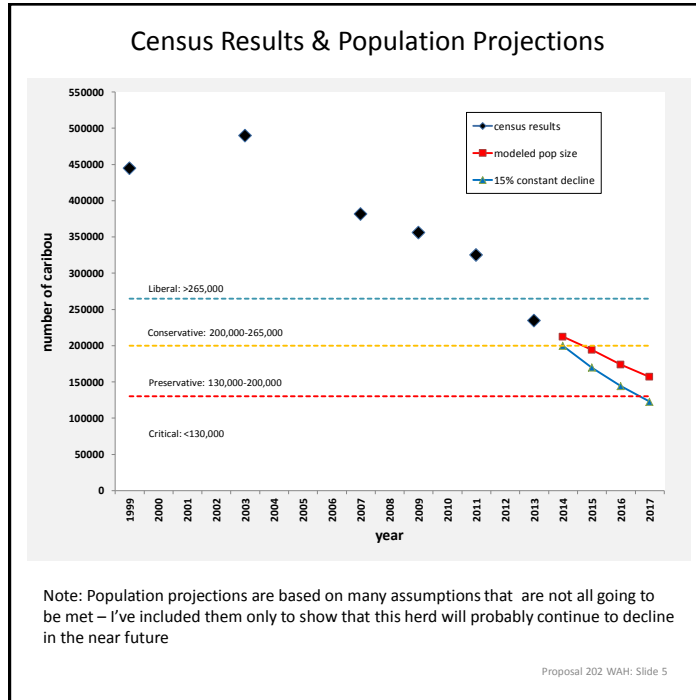 Census Results & Population Projections
550000
500000
450000
400000
350000
300000
250000
200000
150000
100000
50000
0
number of caribou
census results
modeled pop size
15% constant decline
Liberal: >265,000
Conservative: 200,000-265,000
Preservative: 130,000-200,000
Critical: <130,000
1999 2000 2001 2002 2003 2004 2005 2006 2007 2008 2009 2010 2011 2012 2013 2014 2015 2016 2017
year
Note: Population projections are based on many assumptions that are not all going to
be met – I've included them only to show that this herd will probably continue to decline
in the near future
Proposal 202 WAH: Slide 5